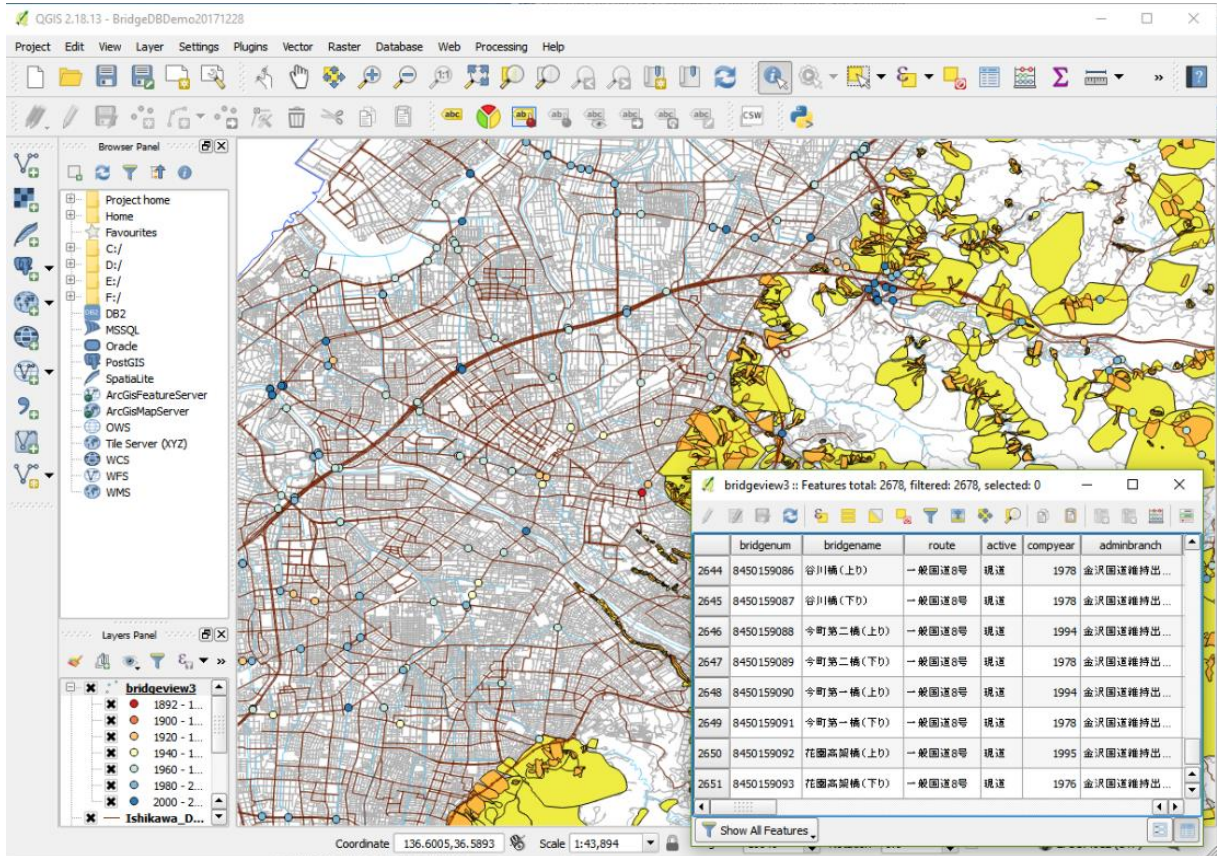 QGIS 2.18.13 - BridgeDBDemo20171228
Project Edit View Layer Settings Plugins Vector Raster Database Web Processing Help
Browser Panel
Project home
Home
Favourites
C:/
D:/
E:/
F:/
DB2
MSSQL
Oracle
PostGIS
SpatiaLite
ArcGisFeatureServer
ArcGisMapServer
OWS
Tile Server (XYZ)
WCS
WFS
WMS
Layers Panel
bridgeview3
1892 - 1...
1900 - 1...
1920 - 1...
1940 - 1...
1960 - 1...
1980 - 2...
2000 - 2...
Ishikawa_D...
bridgeview3 :: Features total: 2678, filtered: 2678, selected: 0
bridgenum bridgename route active compyear adminbranch
2644 8450159086 谷川橋(上り) 一般国道8号 現道 1978 金沢国道維持出...
2645 8450159087 谷川橋(下り) 一般国道8号 現道 1978 金沢国道維持出...
2646 8450159088 今町第二橋(上り) 一般国道8号 現道 1994 金沢国道維持出...
2647 8450159089 今町第二橋(下り) 一般国道8号 現道 1978 金沢国道維持出...
2648 8450159090 今町第一橋(上り) 一般国道8号 現道 1994 金沢国道維持出...
2649 8450159091 今町第一橋(下り) 一般国道8号 現道 1978 金沢国道維持出...
2650 8450159092 花園高架橋(上り) 一般国道8号 現道 1995 金沢国道維持出...
2651 8450159093 花園高架橋(下り) 一般国道8号 現道 1976 金沢国道維持出...
Show All Features
Coordinate 136.6005,36.5893 Scale 1:43,894